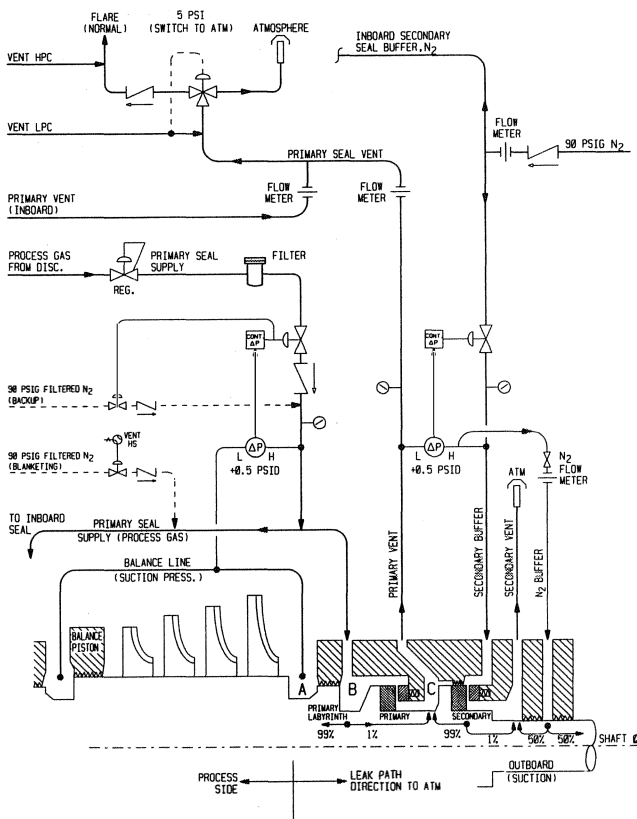 FLARE
(NORMAL)
5 PSI
(SWITCH TO ATM)
ATMOSPHERE
INBOARD SECONDARY
SEAL BUFFER, N2
VENT HPC
VENT LPC
FLOW
METER
90 PSIG N2
PRIMARY SEAL VENT
FLOW
METER
FLOW
METER
PRIMARY VENT
(INBOARD)
PROCESS GAS
FROM DISC.
PRIMARY SEAL
SUPPLY
FILTER
REG.
CONT.
ΔP
CONT.
ΔP
90 PSIG FILTERED N2
(BACKUP)
VENT
HS
90 PSIG FILTERED N2
(BLANKETING)
L ΔP H
+0.5 PSID
L ΔP H
+0.5 PSID
N2
FLOW
METER
ATM
TO INBOARD
SEAL
PRIMARY SEAL
SUPPLY (PROCESS GAS)
BALANCE LINE
(SUCTION PRESS.)
PRIMARY VENT
SECONDARY BUFFER
SECONDARY VENT
N2 BUFFER
BALANCE
PISTON
A
B
C
PRIMARY
LABYRINTH
PRIMARY
SECONDARY
99%
1%
99%
1%
50%
50%
SHAFT
OUTBOARD
(SUCTION)
PROCESS
SIDE
LEAK PATH
DIRECTION TO ATM